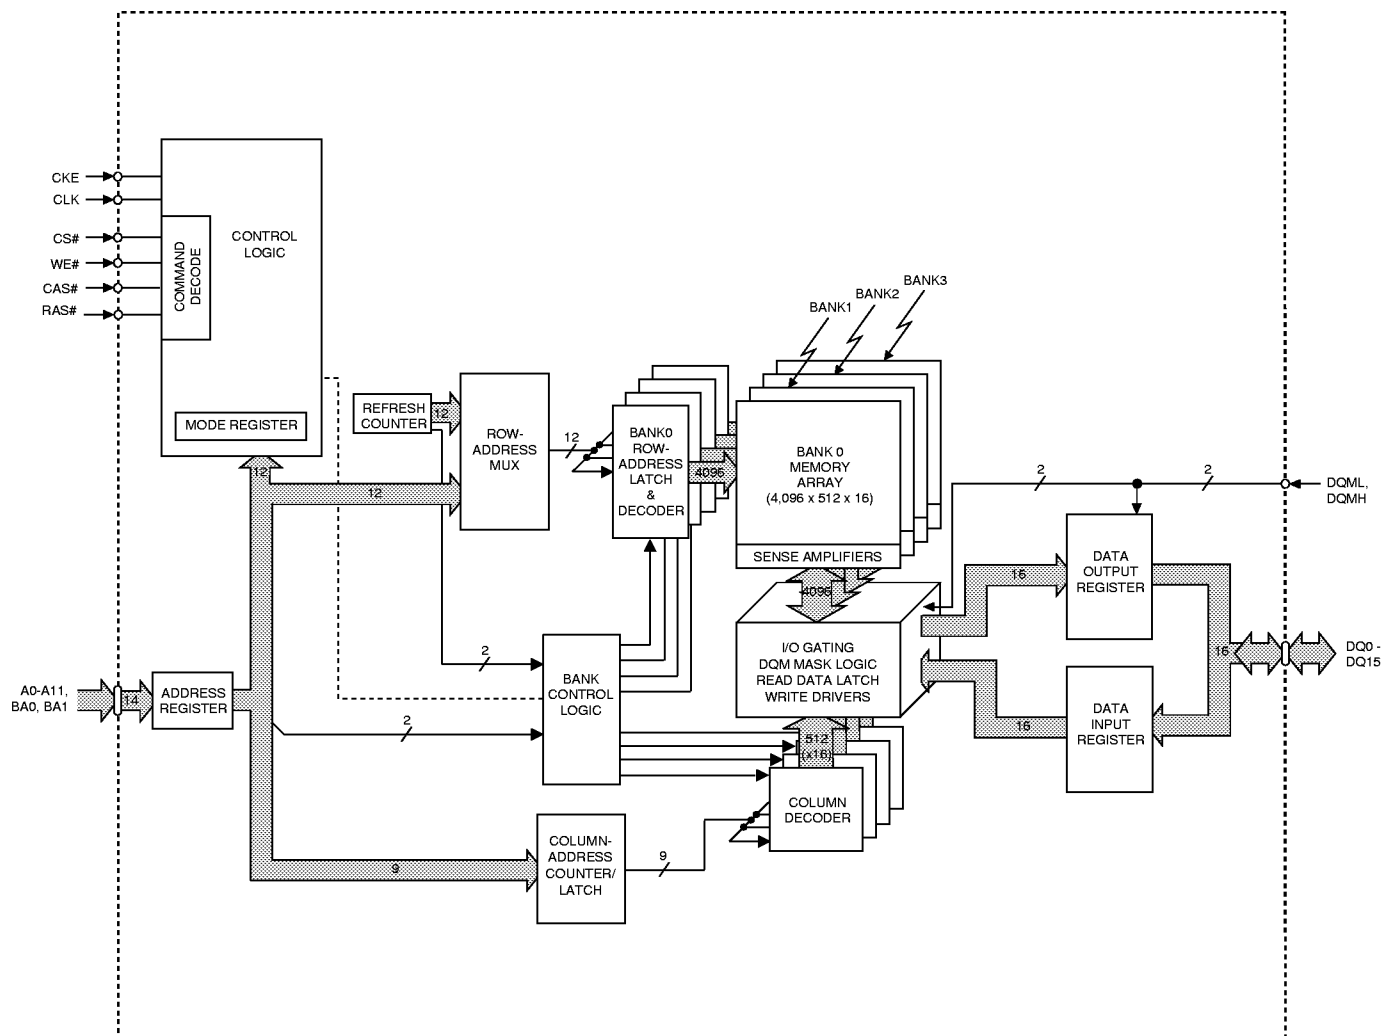 CKE
CLK
CS#
WE#
CAS#
RAS#
COMMAND
DECODE
CONTROL
LOGIC
MODE REGISTER
12
12
REFRESH
COUNTER
12
ROW-
ADDRESS
MUX
12
BANK0
ROW-
ADDRESS
LATCH
&
DECODER
4096
BANK1
BANK2
BANK3
BANK 0
MEMORY
ARRAY
(4,096 x 512 x 16)
SENSE AMPLIFIERS
4096
I/O GATING
DQM MASK LOGIC
READ DATA LATCH
WRITE DRIVERS
2
2
DQML,
DQMH
16
DATA
OUTPUT
REGISTER
16
DQ0 -
DQ15
DATA
INPUT
REGISTER
16
A0-A11,
BA0, BA1
14
ADDRESS
REGISTER
2
2
BANK
CONTROL
LOGIC
512
(x16)
COLUMN
DECODER
9
COLUMN-
ADDRESS
COUNTER/
LATCH
9